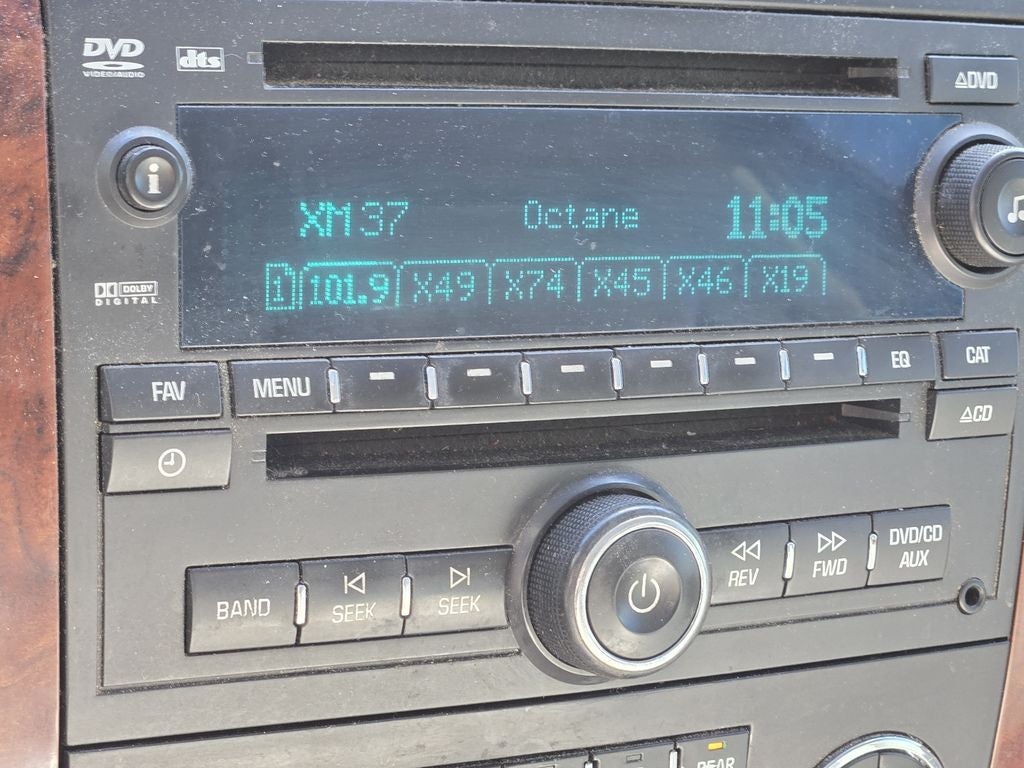 DVD
VIDEO/AUDIO
dts
DVD
i
XM37 Octane 11:05
1 101.9 X49 X74 X45 X46 X19
DOLBY
DIGITAL
FAV MENU EQ CAT
CD
BAND SEEK SEEK REV FWD DVD/CD
AUX
REAR